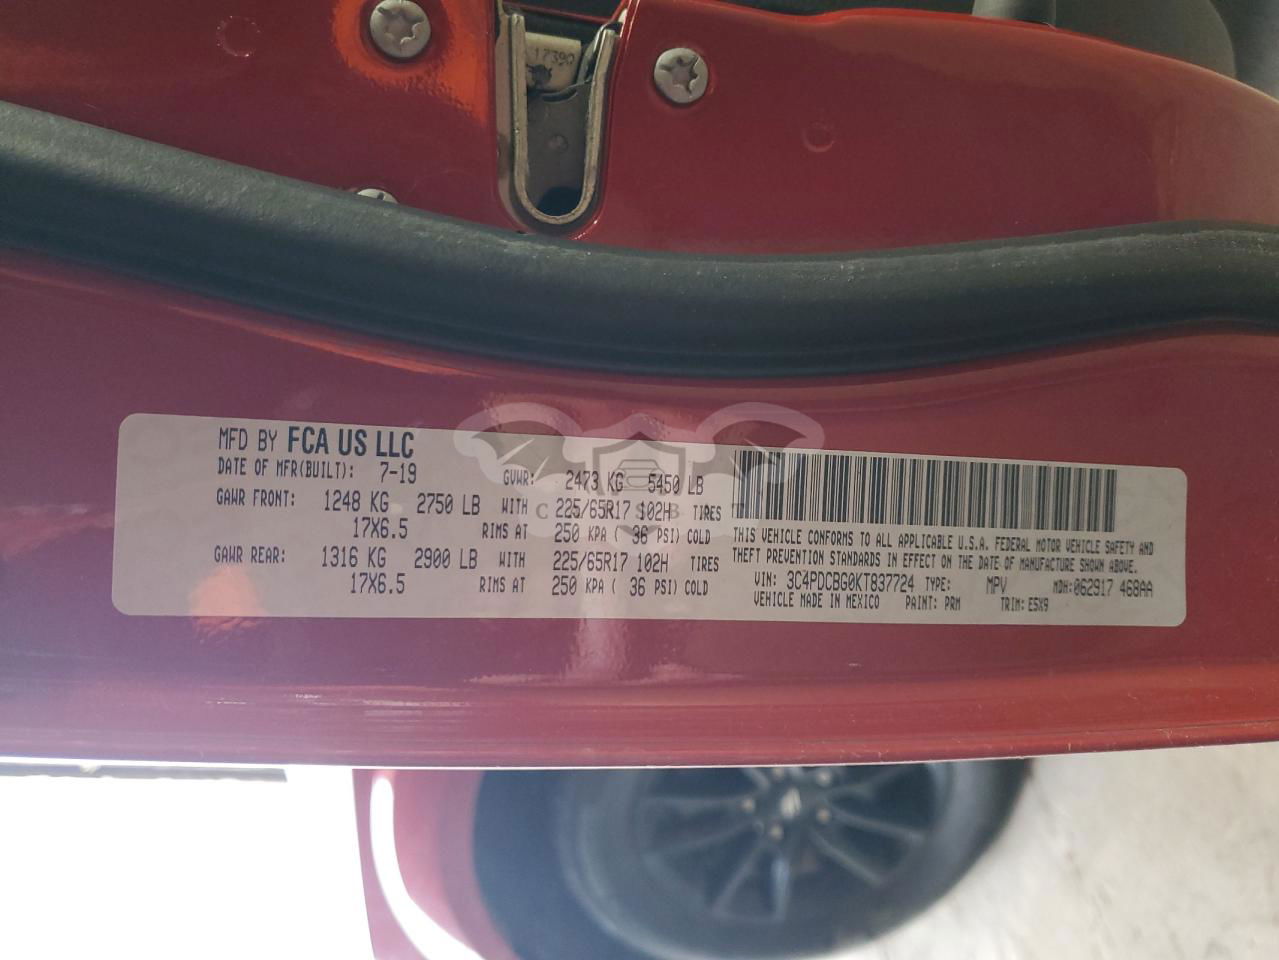 17390
MFD BY FCA US LLC
DATE OF MFR(BUILT): 7-19 GVWR: 2473 KG 5450 LB
GAWR FRONT: 1248 KG 2750 LB WITH 225/65R17 102H TIRES
17X6.5 RIMS AT 250 KPA ( 36 PSI) COLD
GAWR REAR: 1316 KG 2900 LB WITH 225/65R17 102H TIRES
17X6.5 RIMS AT 250 KPA ( 36 PSI) COLD
THIS VEHICLE CONFORMS TO ALL APPLICABLE U.S.A. FEDERAL MOTOR VEHICLE SAFETY AND
THEFT PREVENTION STANDARDS IN EFFECT ON THE DATE OF MANUFACTURE SHOWN ABOVE.
VIN: 3C4PDCBG0KT837724 TYPE: MPV MDH:062917 468AA
VEHICLE MADE IN MEXICO PAINT: PRM TRIM: E5X9